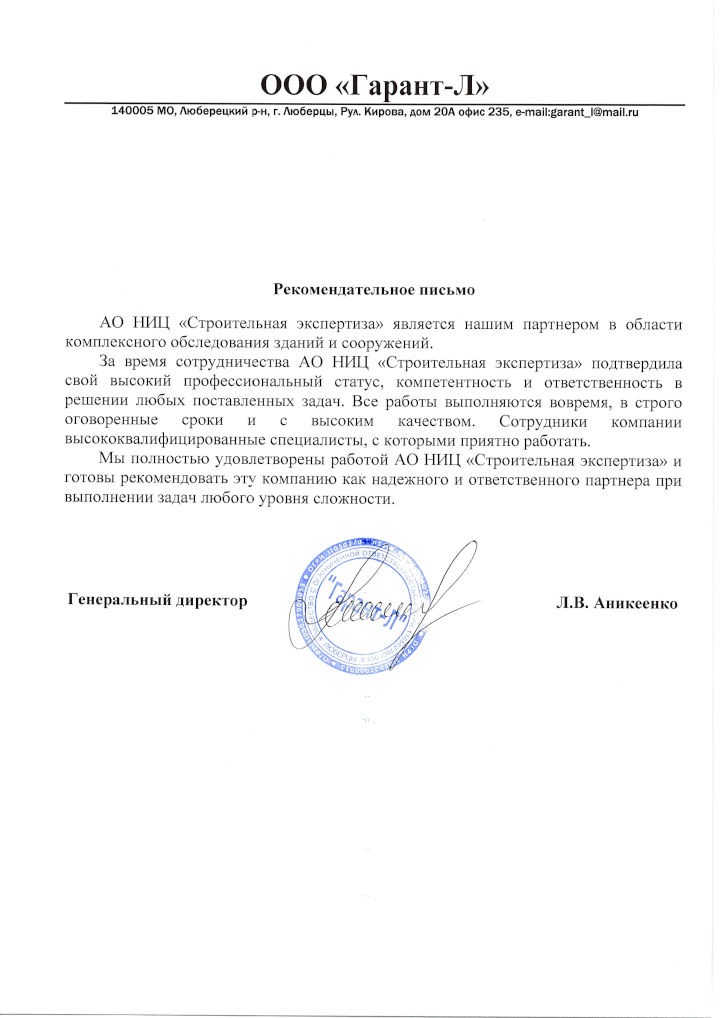 ООО «Гарант-Л»
140005 МО, Люберецкий р-н, г. Люберцы, Рул. Кирова, дом 20А офис 235, e-mail:garant_l@mail.ru
Рекомендательное письмо
АО НИЦ «Строительная экспертиза» является нашим партнером в области
комплексного обследования зданий и сооружений.
За время сотрудничества АО НИЦ «Строительная экспертиза» подтвердила
свой высокий профессиональный статус, компетентность и ответственность в
решении любых поставленных задач. Все работы выполняются вовремя, в строго
оговоренные сроки и с высоким качеством. Сотрудники компании
высококвалифицированные специалисты, с которыми приятно работать.
Мы полностью удовлетворены работой АО НИЦ «Строительная экспертиза» и
готовы рекомендовать эту компанию как надежного и ответственного партнера при
выполнении задач любого уровня сложности.
Генеральный директор
"Гарант-Л"
Л.В. Аникеенко